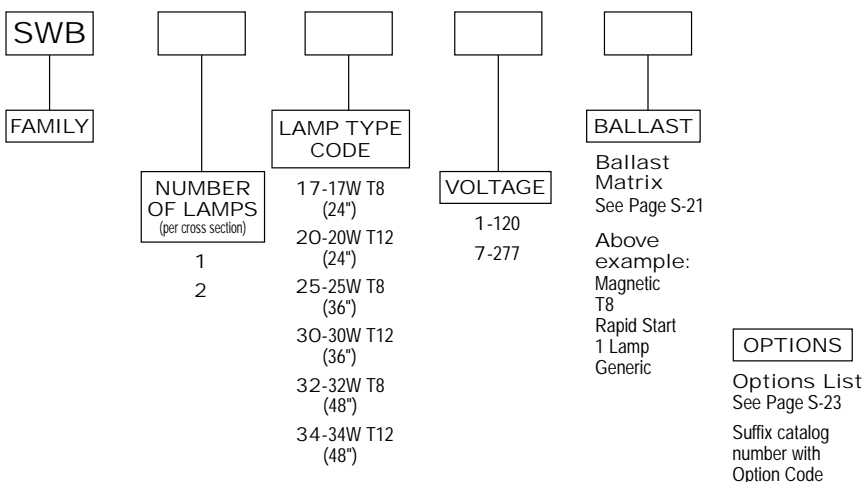 SWB
FAMILY
NUMBER
OF LAMPS
(per cross section)
1
2
LAMP TYPE
CODE
17-17W T8
(24")
20-20W T12
(24")
25-25W T8
(36")
30-30W T12
(36")
32-32W T8
(48")
34-34W T12
(48")
VOLTAGE
1-120
7-277
BALLAST
Ballast
Matrix
See Page S-21
Above
example:
Magnetic
T8
Rapid Start
1 Lamp
Generic
OPTIONS
Options List
See Page S-23
Suffix catalog
number with
Option Code